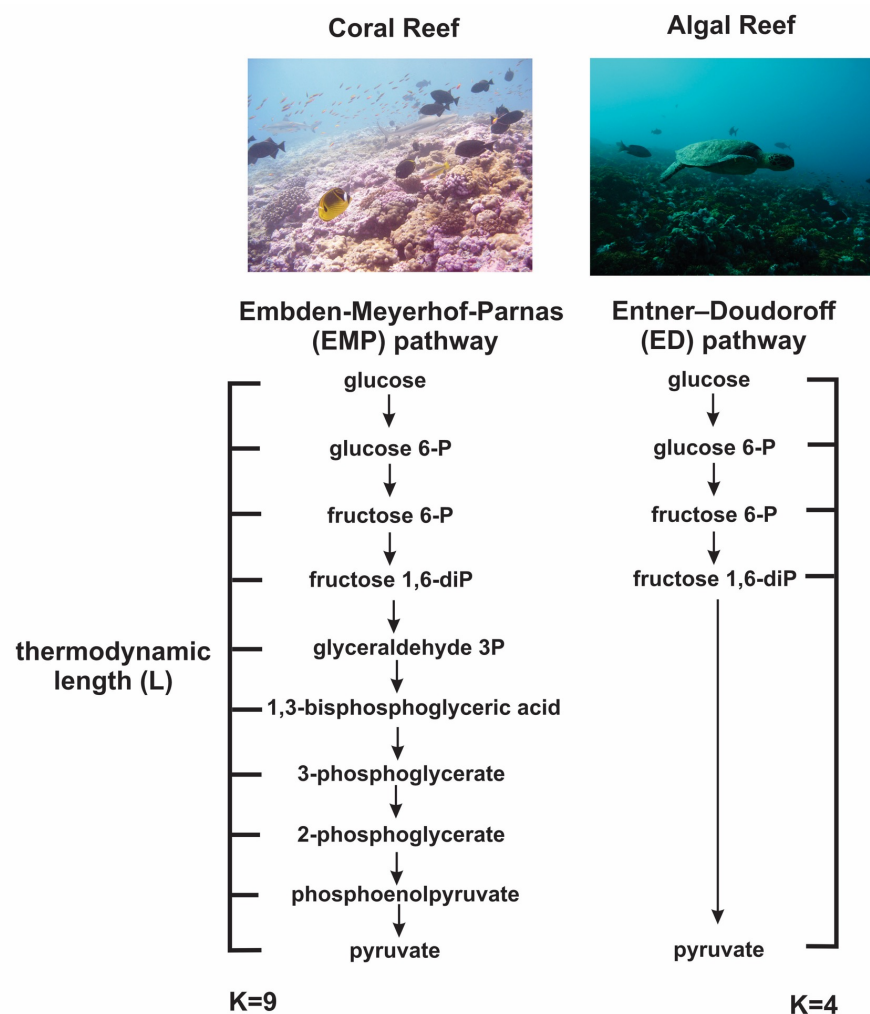 Coral Reef
Algal Reef
Embden-Meyerhof-Parnas
(EMP) pathway
Entner–Doudoroff
(ED) pathway
glucose
glucose 6-P
fructose 6-P
fructose 1,6-diP
glyceraldehyde 3P
1,3-bisphosphoglyceric acid
3-phosphoglycerate
2-phosphoglycerate
phosphoenolpyruvate
pyruvate
glucose
glucose 6-P
fructose 6-P
fructose 1,6-diP
pyruvate
thermodynamic
length (L)
K=9
K=4